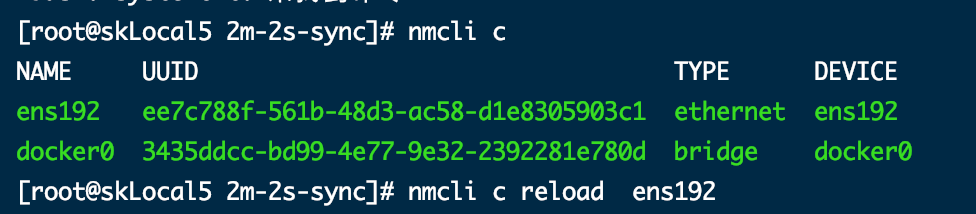 [root@skLocal5 2m-2s-sync]# nmcli c
NAME UUID TYPE DEVICE
ens192 ee7c788f-561b-48d3-ac58-d1e8305903c1 ethernet ens192
docker0 3435ddcc-bd99-4e77-9e32-2392281e780d bridge docker0
[root@skLocal5 2m-2s-sync]# nmcli c reload ens192